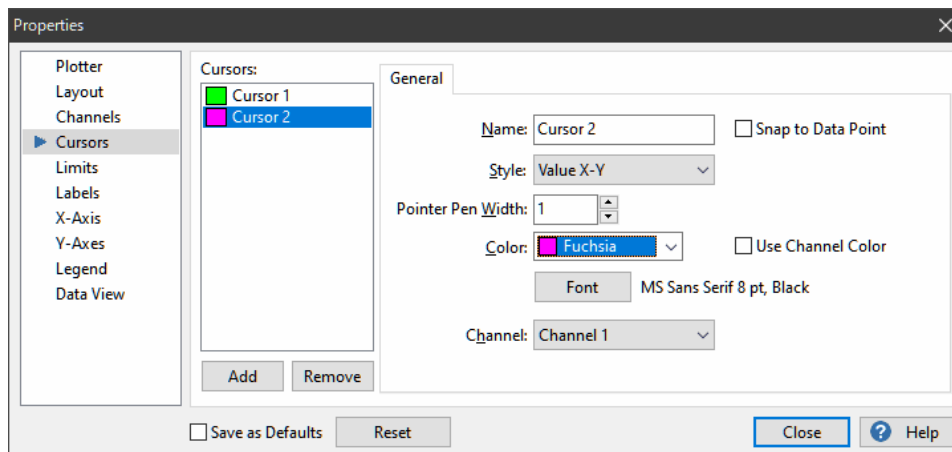 Properties
Plotter
Layout
Channels
Cursors
Limits
Labels
X-Axis
Y-Axes
Legend
Data View
Cursors:
Cursor 1
Cursor 2
Add Remove
General
Name: Cursor 2 Snap to Data Point
Style: Value X-Y
Pointer Pen Width: 1
Color: Fuchsia Use Channel Color
Font MS Sans Serif 8 pt, Black
Channel: Channel 1
Save as Defaults Reset Close ? Help